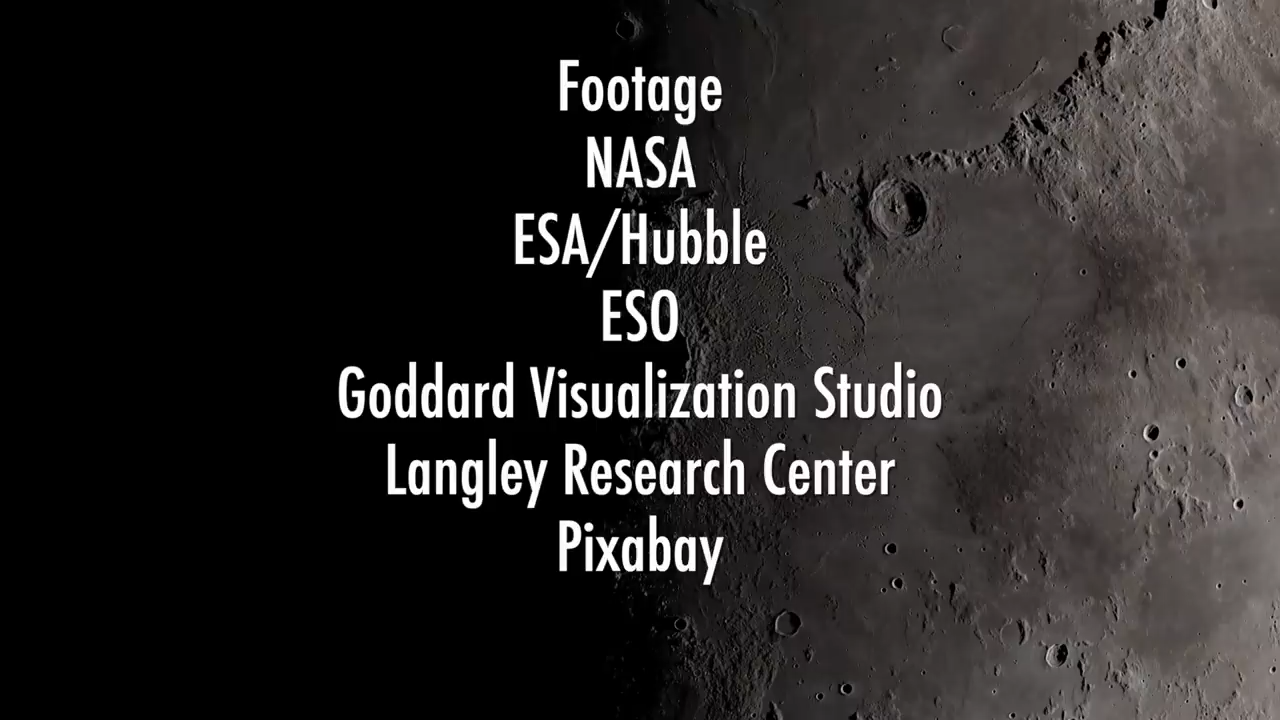 Footage
NASA
ESA/Hubble
ESO
Goddard Visualization Studio
Langley Research Center
Pixabay